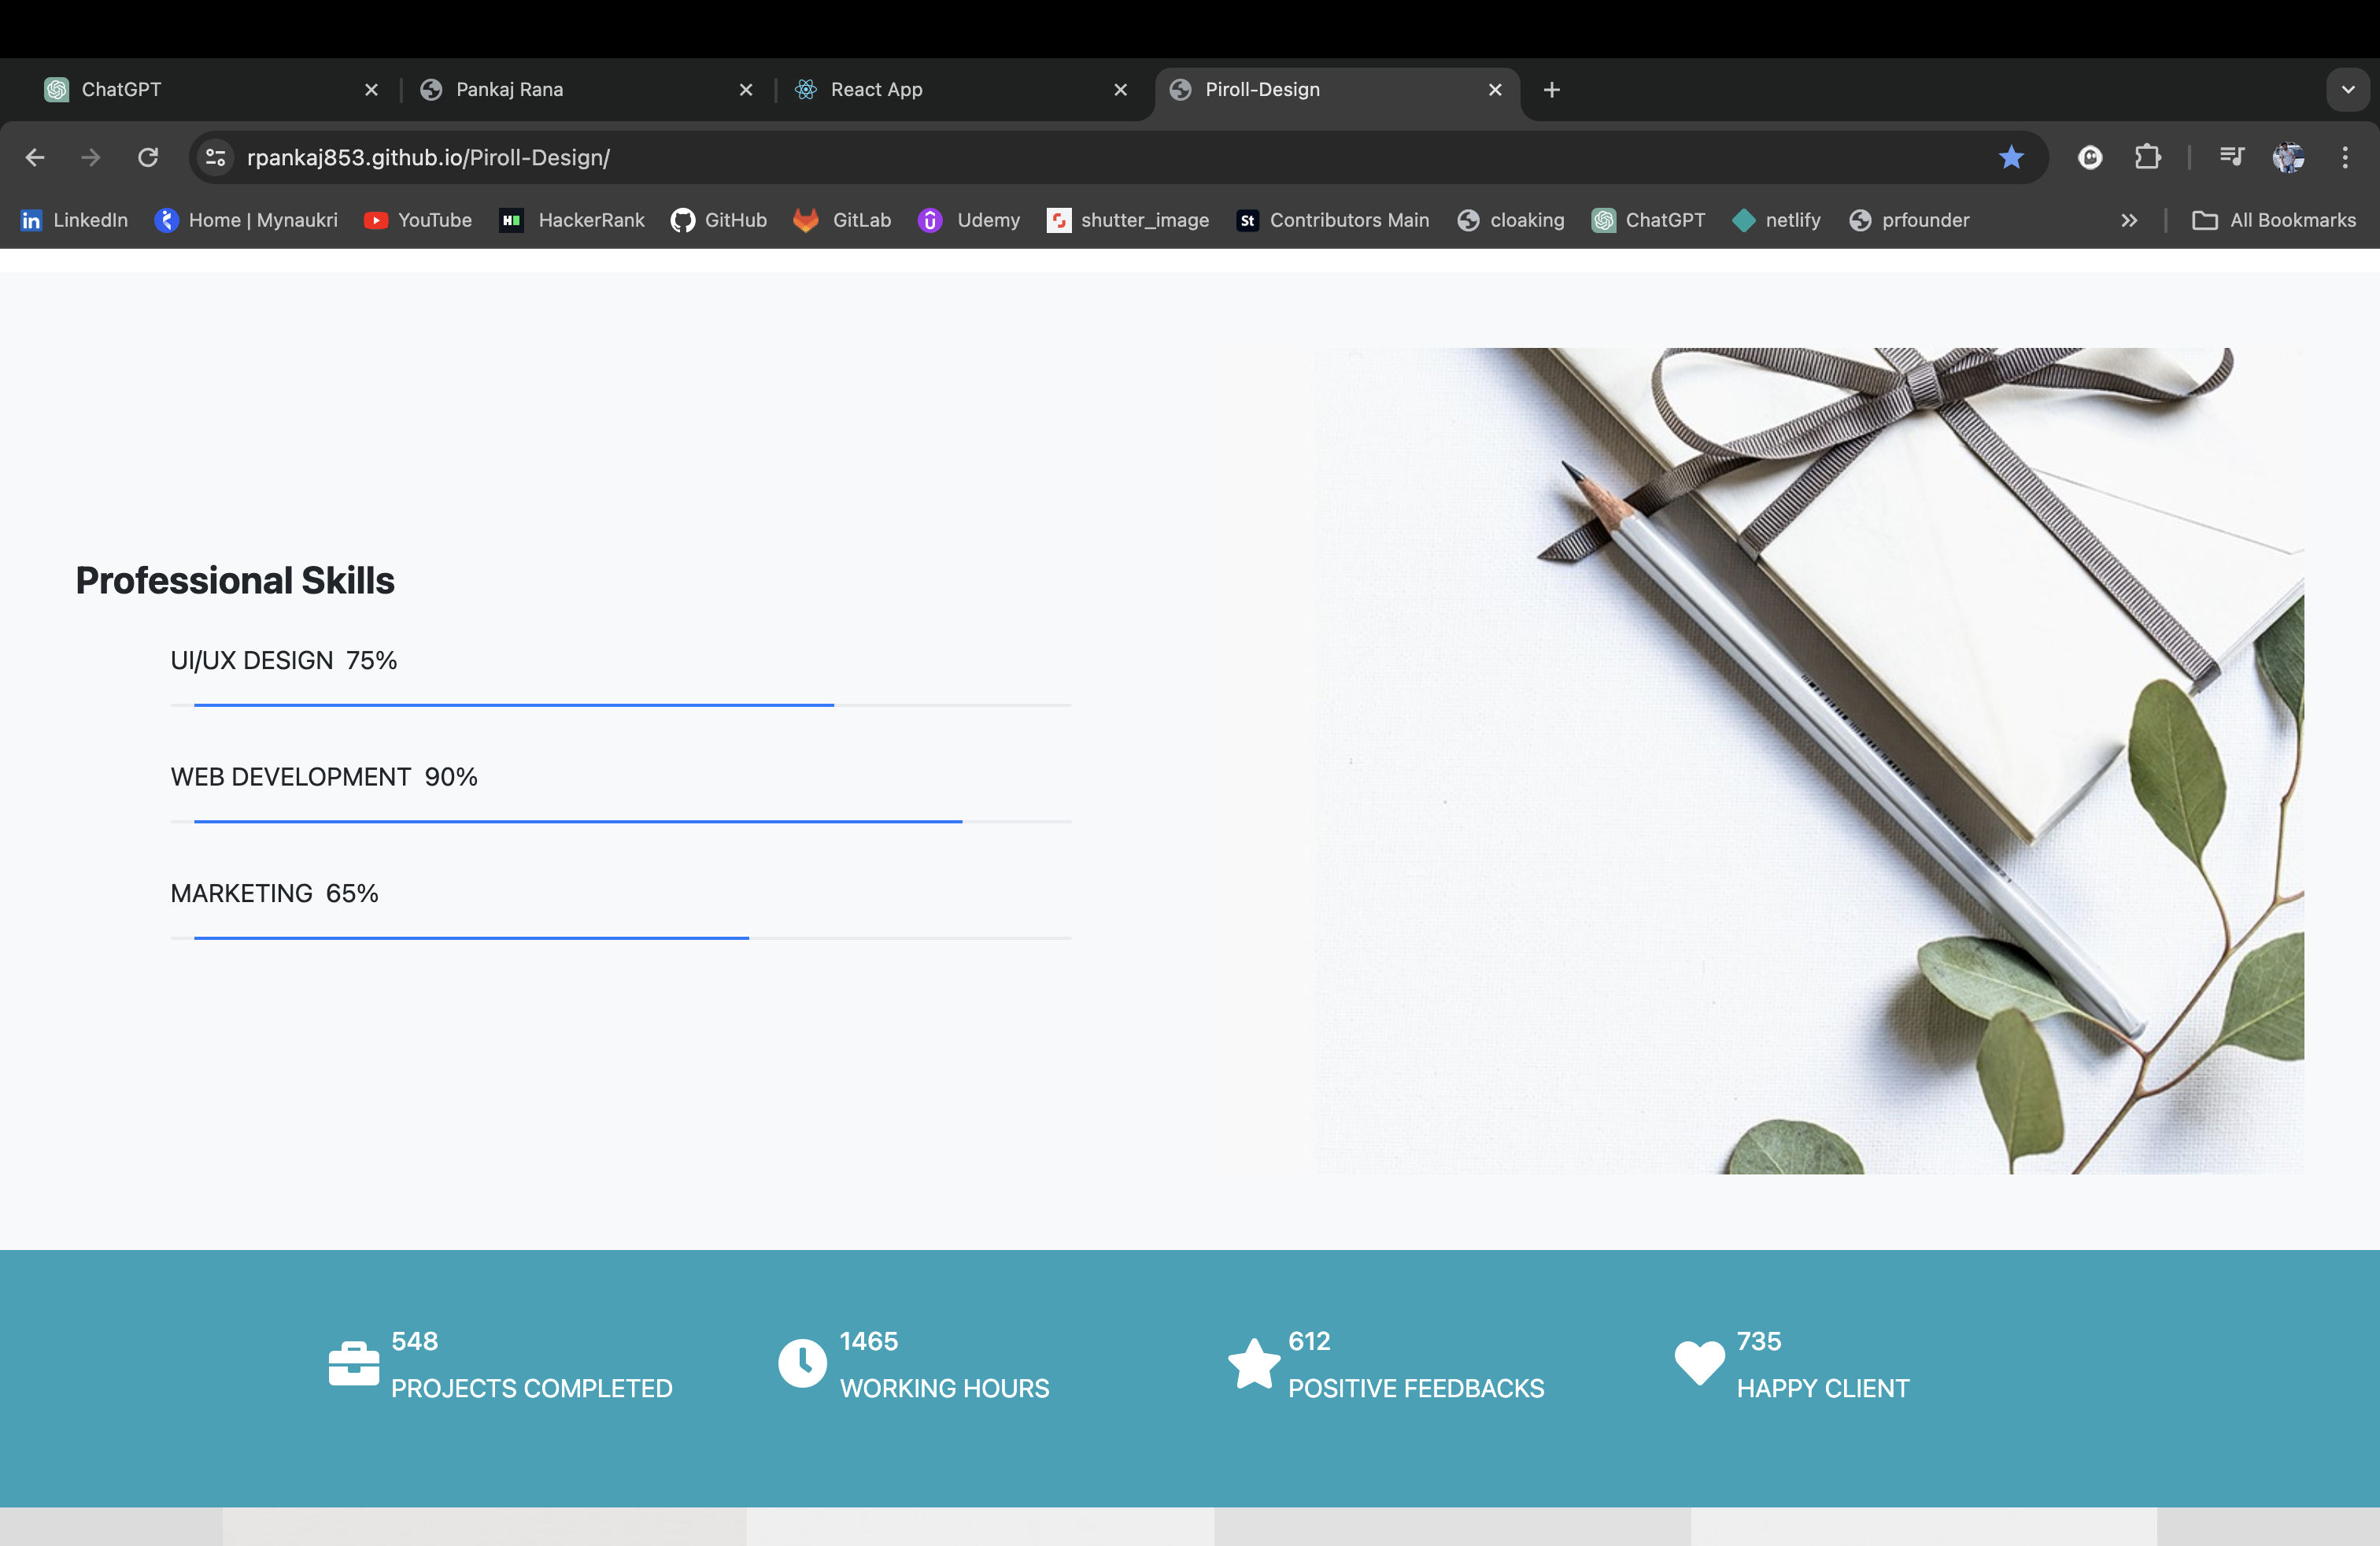 ChatGPT
Pankaj Rana
React App
Piroll-Design
rpankaj853.github.io/Piroll-Design/
LinkedIn
Home | Mynaukri
YouTube
HackerRank
GitHub
GitLab
Udemy
shutter_image
Contributors Main
cloaking
ChatGPT
netlify
prfounder
All Bookmarks
Professional Skills
UI/UX DESIGN 75%
WEB DEVELOPMENT 90%
MARKETING 65%
548
PROJECTS COMPLETED
1465
WORKING HOURS
612
POSITIVE FEEDBACKS
735
HAPPY CLIENT